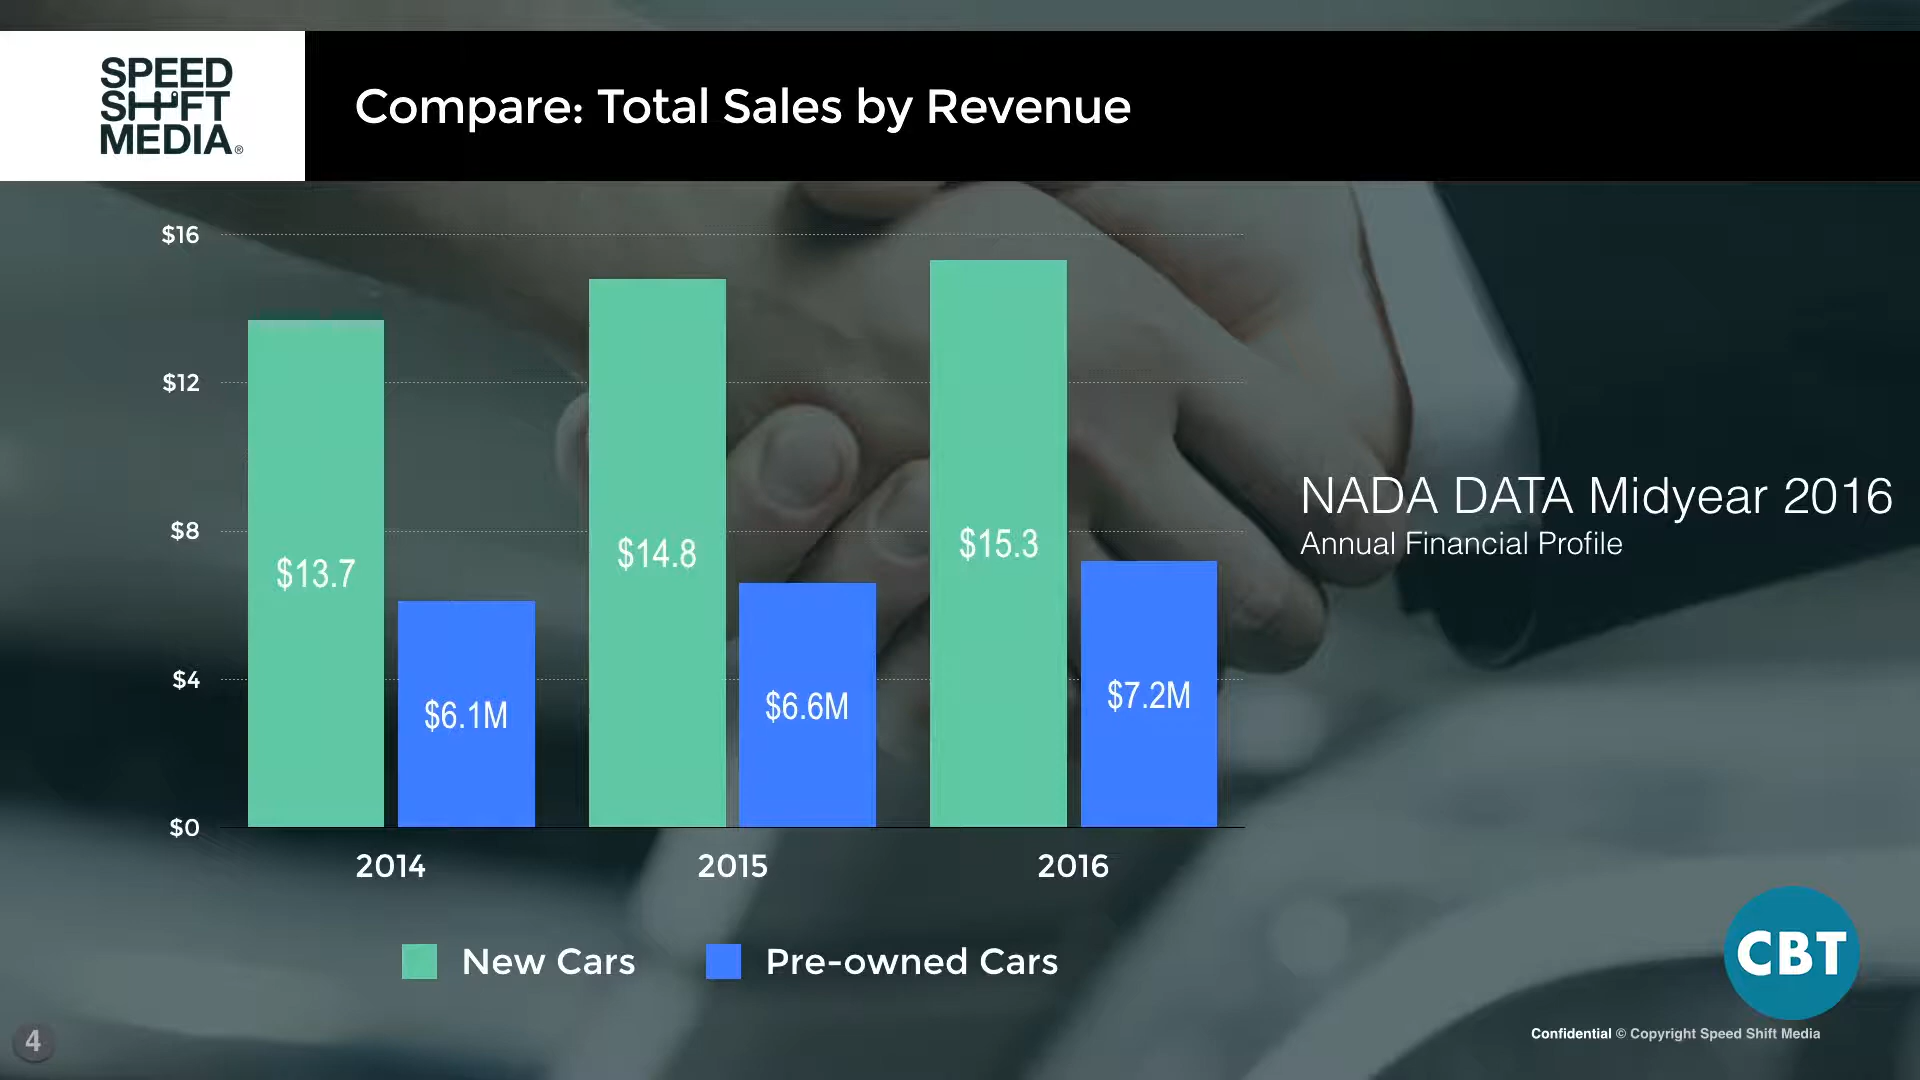 SPEED
SHIFT
MEDIA®
Compare: Total Sales by Revenue
$16
$12
$8
$4
$0
$13.7
$6.1M
$14.8
$6.6M
$15.3
$7.2M
2014
2015
2016
New Cars
Pre-owned Cars
NADA DATA Midyear 2016
Annual Financial Profile
CBT
Confidential © Copyright Speed Shift Media
4